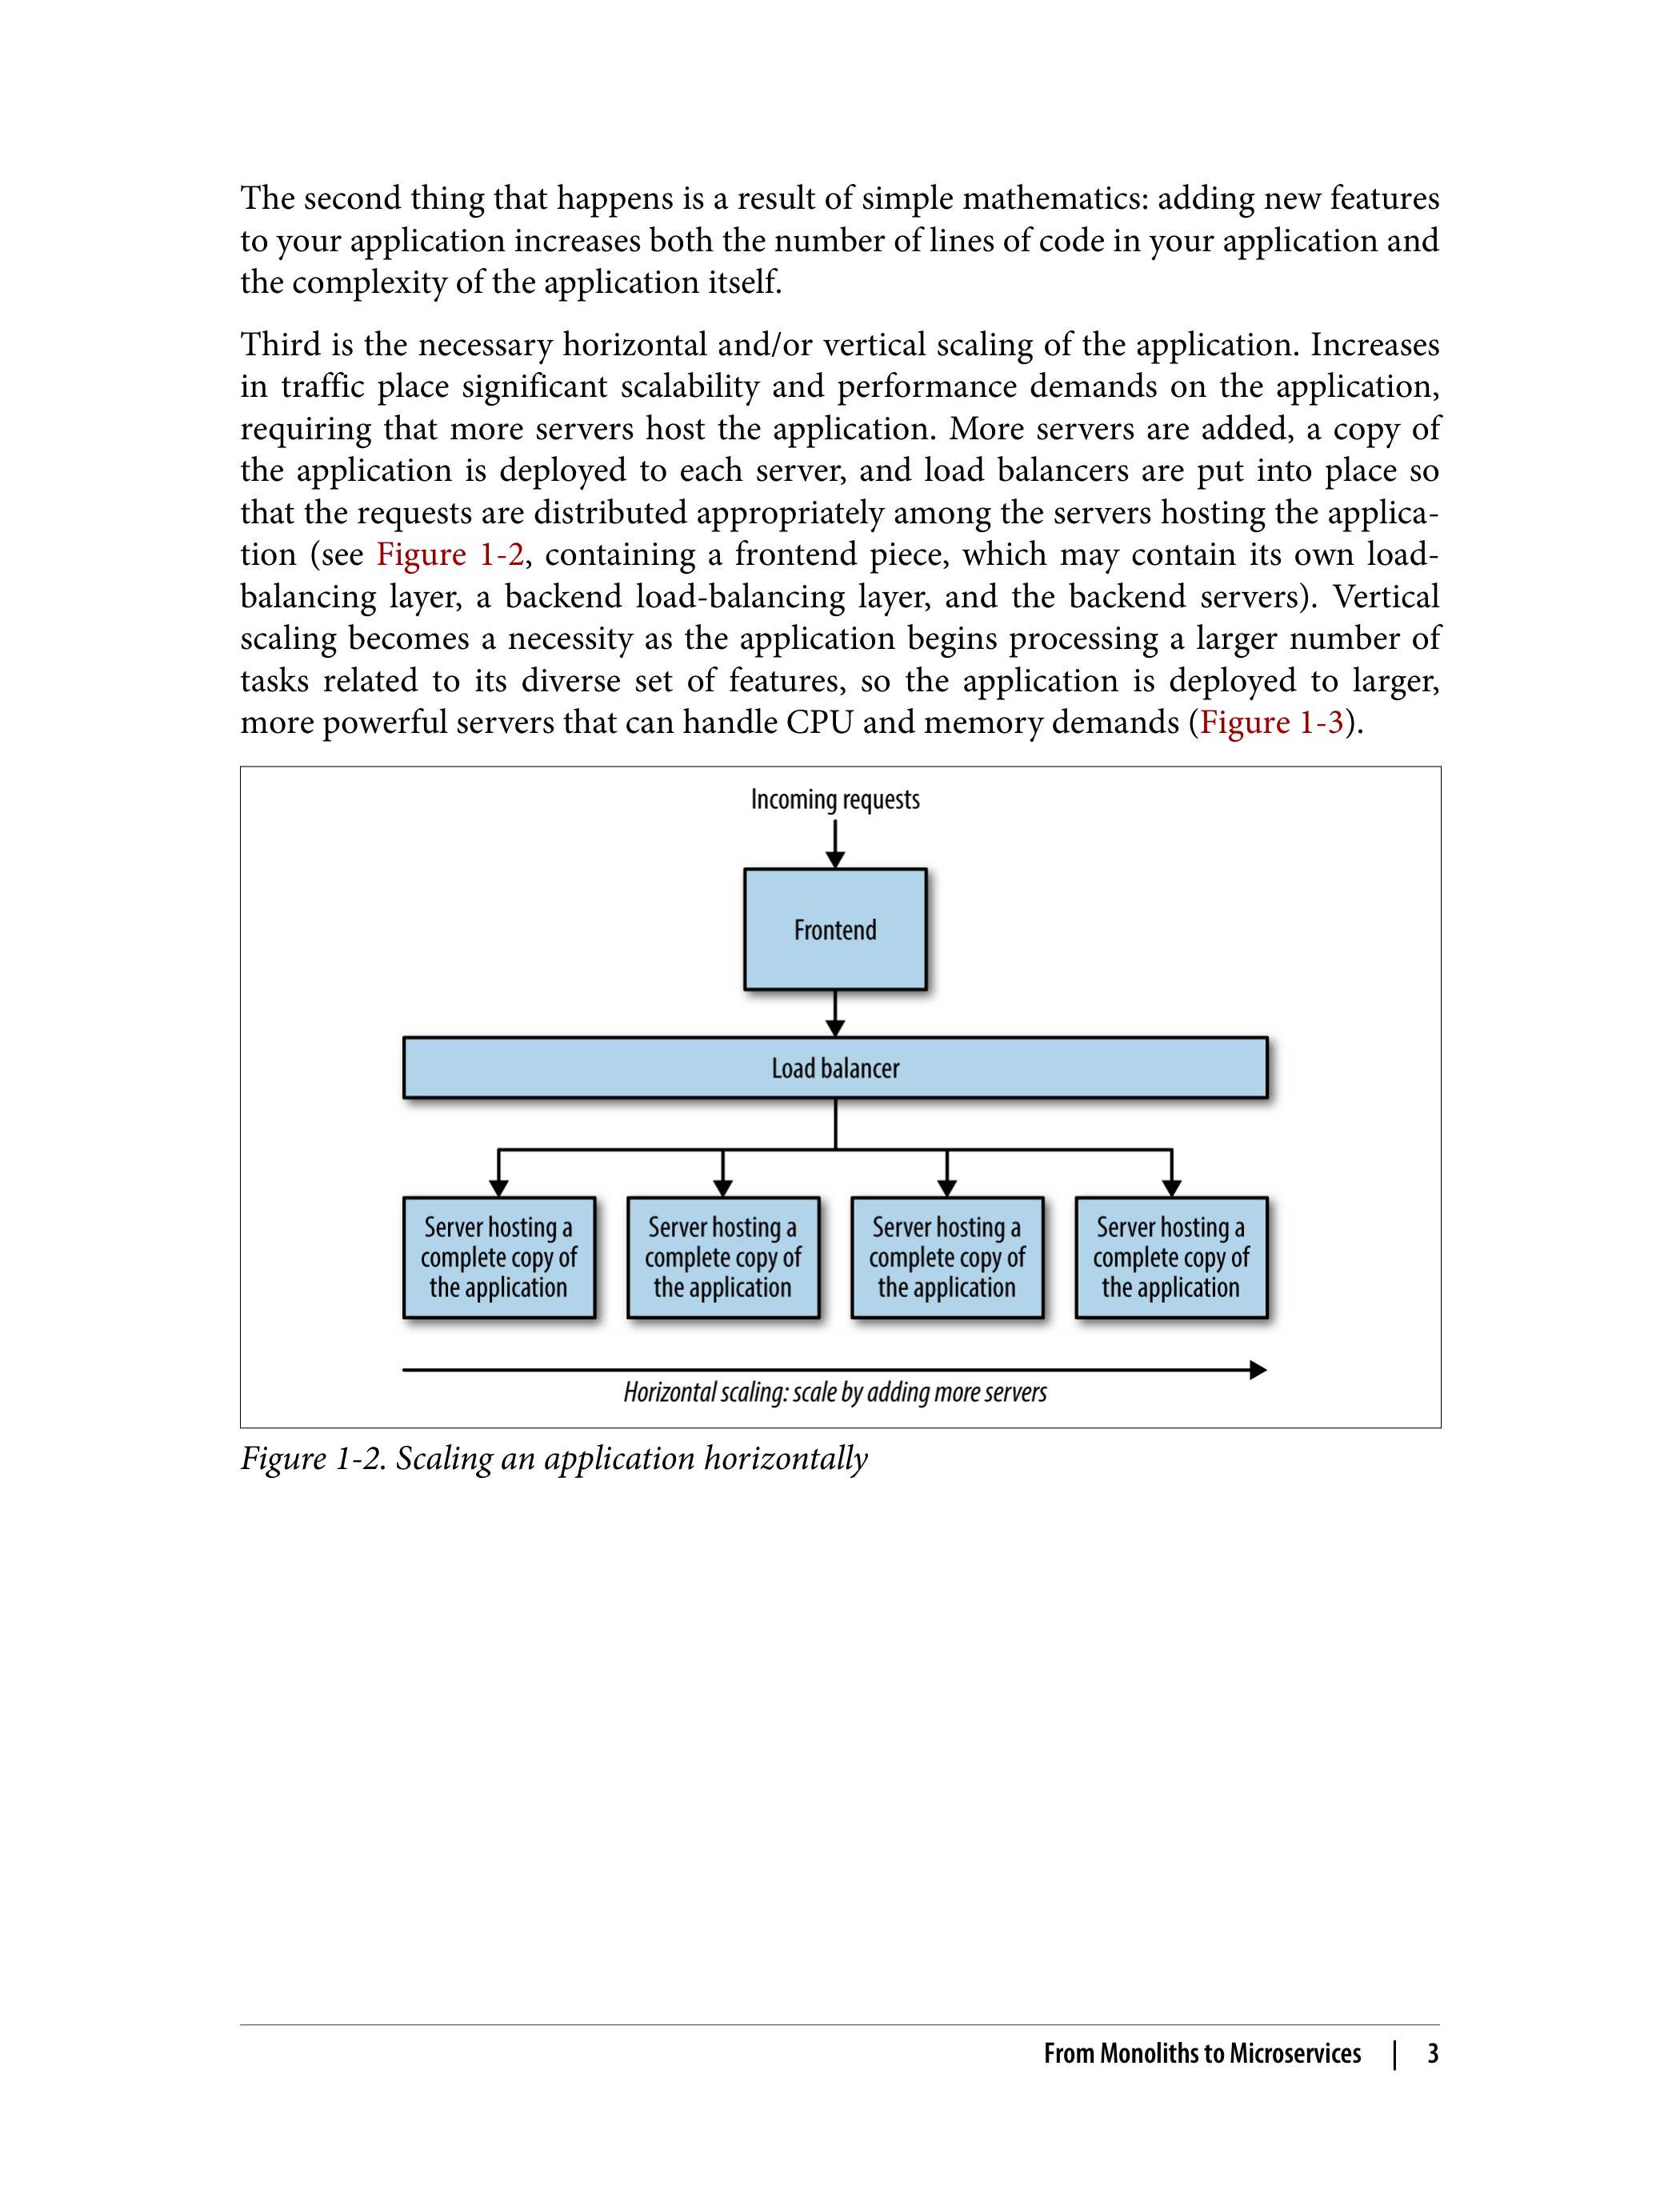 The second thing that happens is a result of simple mathematics: adding new features
to your application increases both the number of lines of code in your application and
the complexity of the application itself.
Third is the necessary horizontal and/or vertical scaling of the application. Increases
in traffic place significant scalability and performance demands on the application,
requiring that more servers host the application. More servers are added, a copy of
the application is deployed to each server, and load balancers are put into place so
that the requests are distributed appropriately among the servers hosting the applica-
tion (see Figure 1-2, containing a frontend piece, which may contain its own load-
balancing layer, a backend load-balancing layer, and the backend servers). Vertical
scaling becomes a necessity as the application begins processing a larger number of
tasks related to its diverse set of features, so the application is deployed to larger,
more powerful servers that can handle CPU and memory demands (Figure 1-3).
Incoming requests
Frontend
Load balancer
Server hosting a
complete copy of
the application
Server hosting a
complete copy of
the application
Server hosting a
complete copy of
the application
Server hosting a
complete copy of
the application
Horizontal scaling: scale by adding more servers
Figure 1-2. Scaling an application horizontally
From Monoliths to Microservices | 3